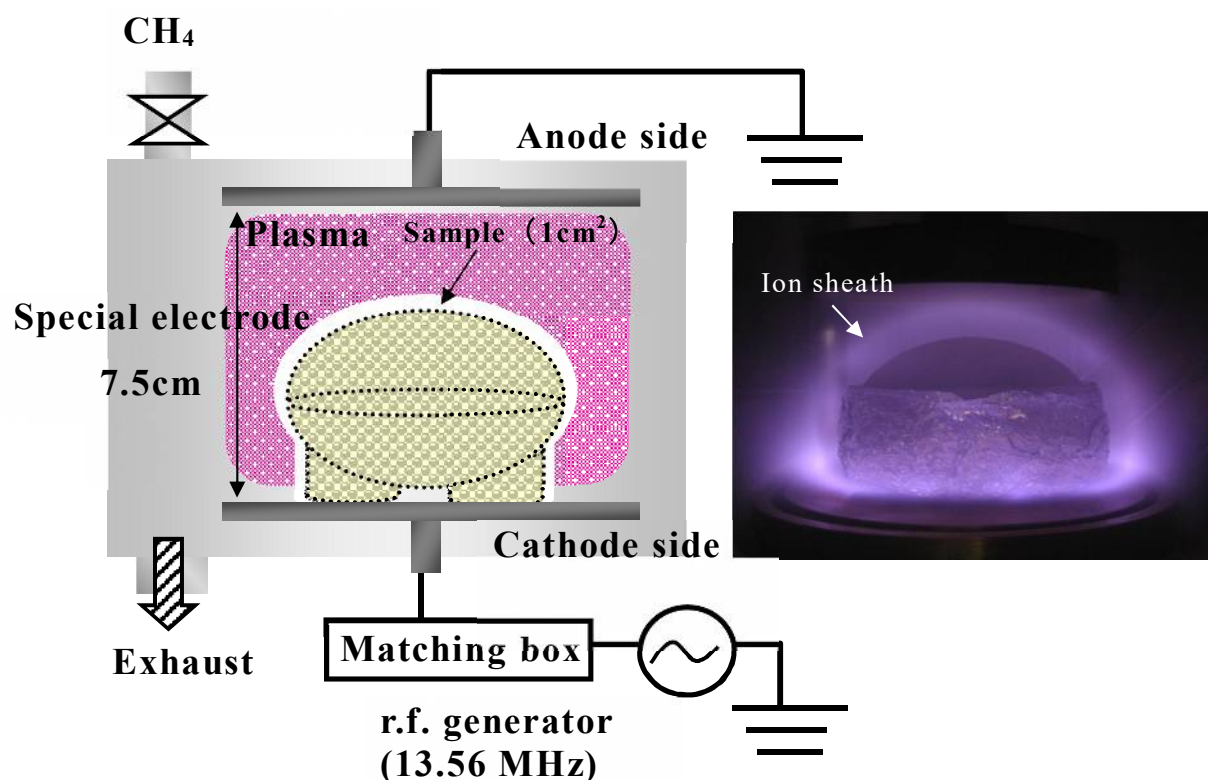 CH₄
Anode side
Plasma
Sample（1cm²）
Ion sheath
Special electrode
7.5cm
Cathode side
Exhaust
Matching box
r.f. generator
(13.56 MHz)